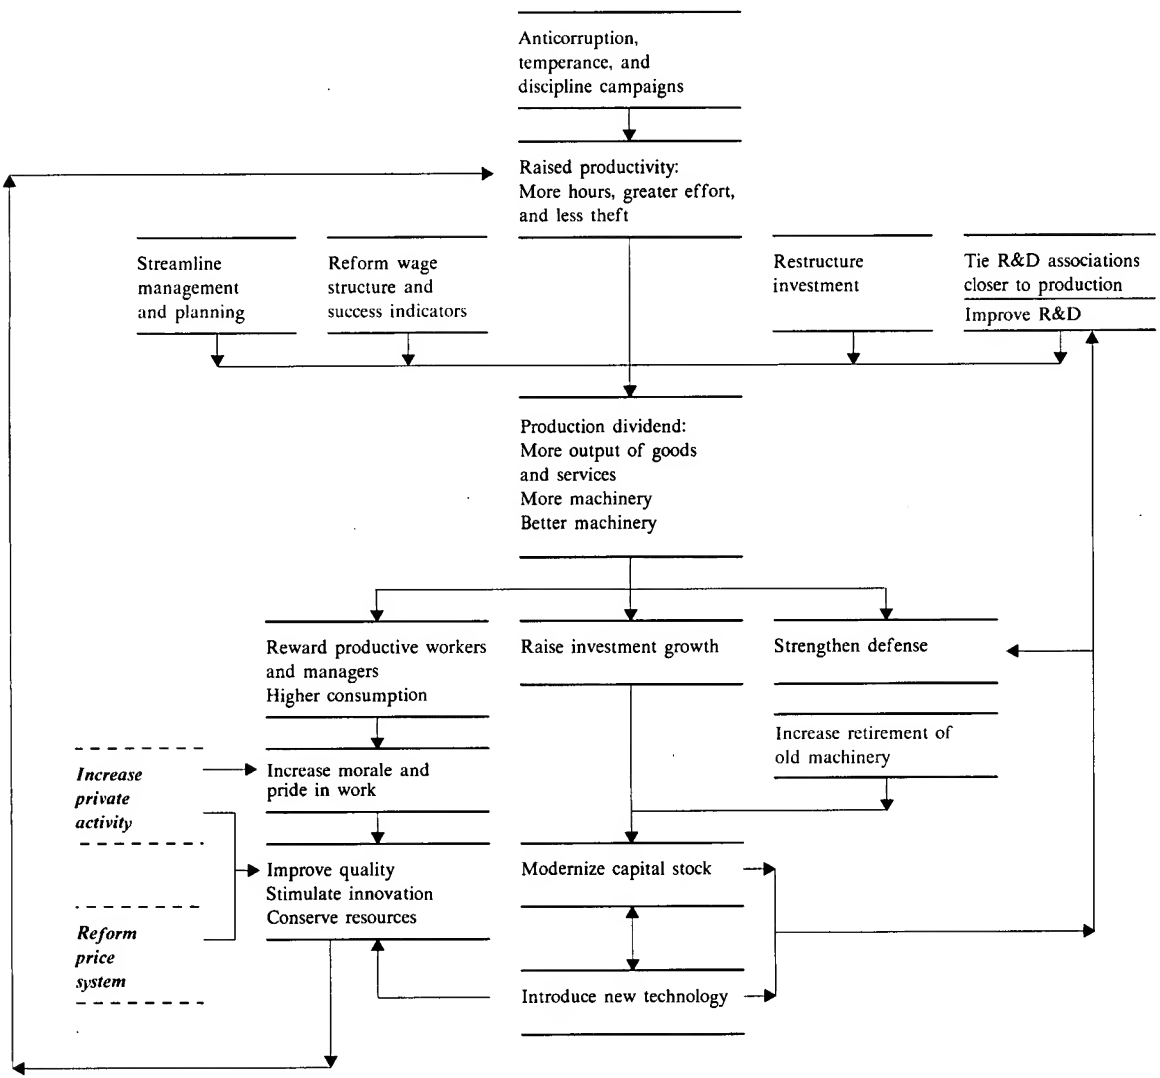 Anticorruption,
temperance, and
discipline campaigns
Raised productivity:
More hours, greater effort,
and less theft
Streamline
management
and planning
Reform wage
structure and
success indicators
Restructure
investment
Tie R&D associations
closer to production
Improve R&D
Production dividend:
More output of goods
and services
More machinery
Better machinery
Reward productive workers
and managers
Higher consumption
Raise investment growth
Strengthen defense
Increase retirement of
old machinery
Increase
private
activity
Increase morale and
pride in work
Improve quality
Stimulate innovation
Conserve resources
Modernize capital stock
Reform
price
system
Introduce new technology